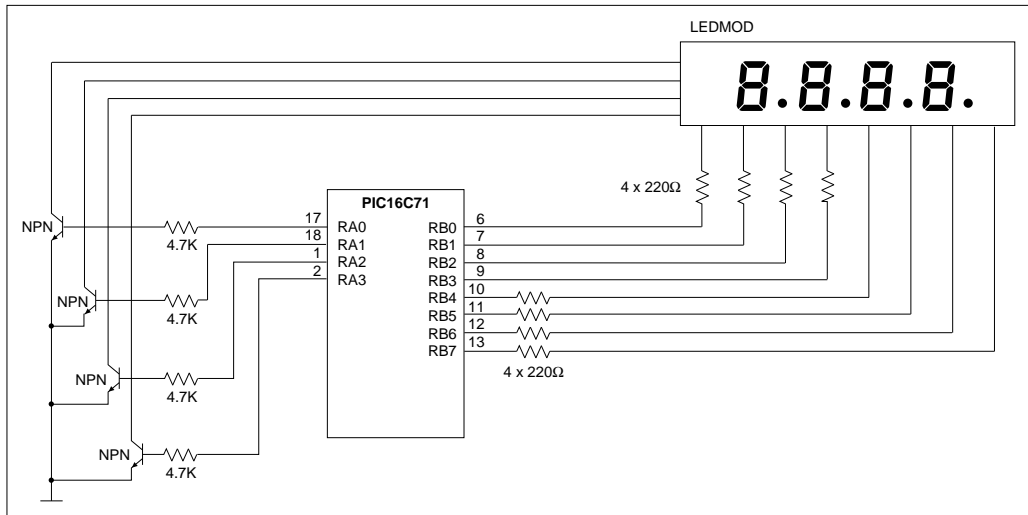 LEDMOD
8.8.8.8.
4 x 220Ω
PIC16C71
NPN
4.7K
17 RA0
18 RA1
1 RA2
2 RA3
RB0 6
RB1 7
RB2 8
RB3 9
RB4 10
RB5 11
RB6 12
RB7 13
NPN
4.7K
4 x 220Ω
NPN
4.7K
NPN
4.7K